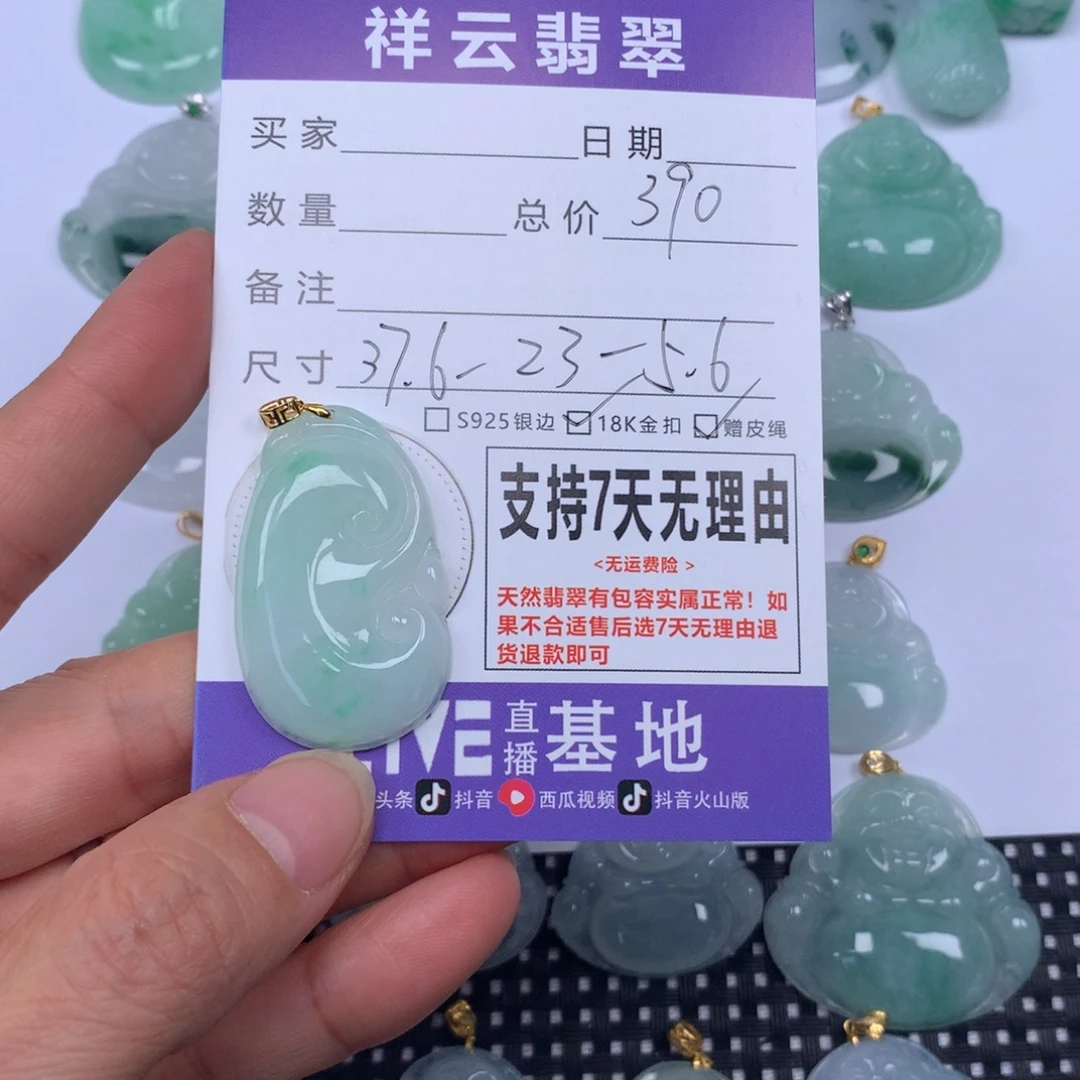 祥云翡翠
买家 日期
数量 总价 390
备注
尺寸 37.6-23-5.6
S925银边 18K金扣 赠皮绳
支持7天无理由
<无运费险>
天然翡翠有包容实属正常！如
果不合适售后选7天无理由退
货退款即可
LIVE 直播 基地
头条 抖音 西瓜视频 抖音火山版